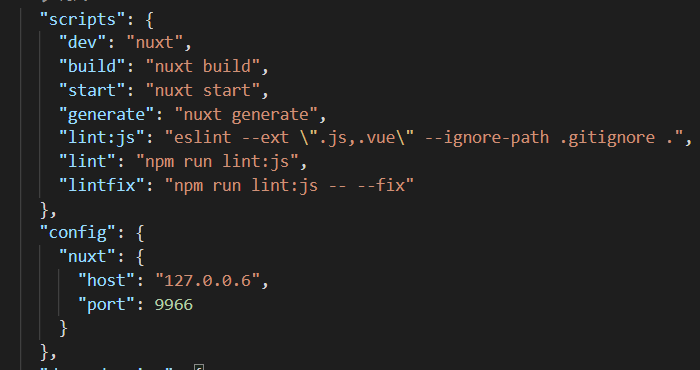 "scripts": {
"dev": "nuxt",
"build": "nuxt build",
"start": "nuxt start",
"generate": "nuxt generate",
"lint:js": "eslint --ext \".js,.vue\" --ignore-path .gitignore .",
"lint": "npm run lint:js",
"lintfix": "npm run lint:js -- --fix"
},
"config": {
"nuxt": {
"host": "127.0.0.6",
"port": 9966
}
},